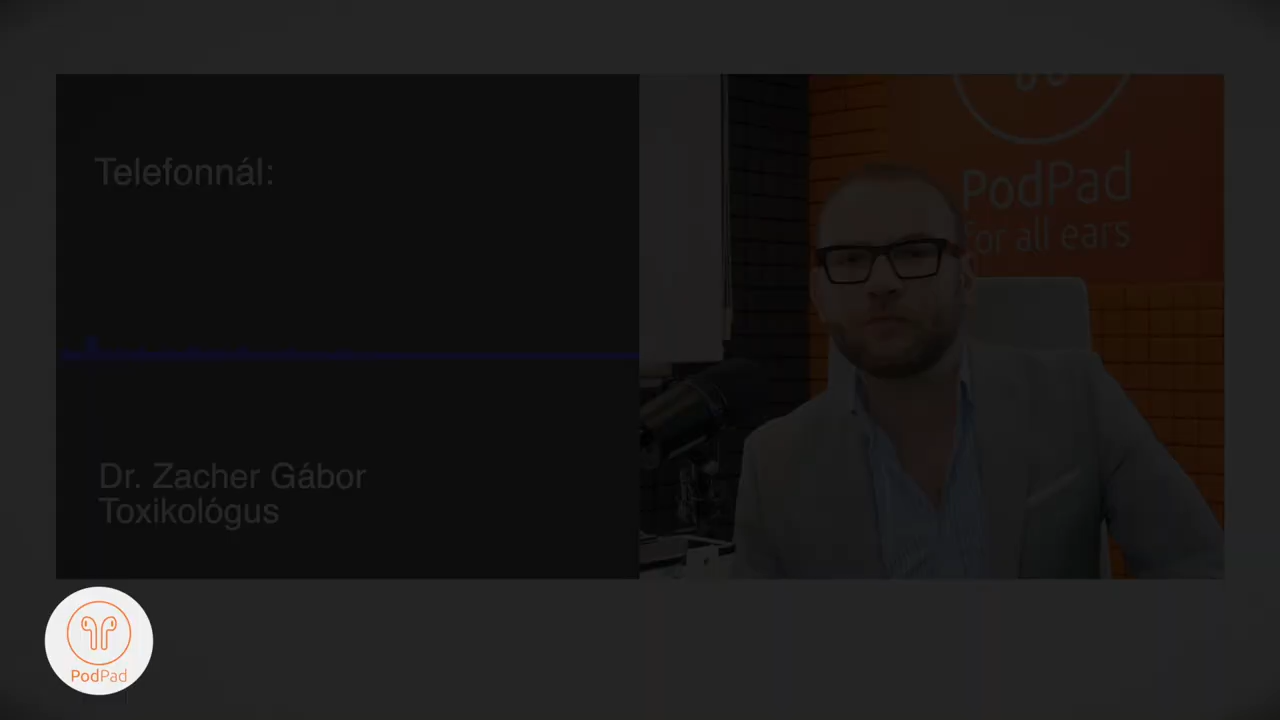 Telefonnál:
PodPad
for all ears
Dr. Zacher Gábor
Toxikológus
PodPad